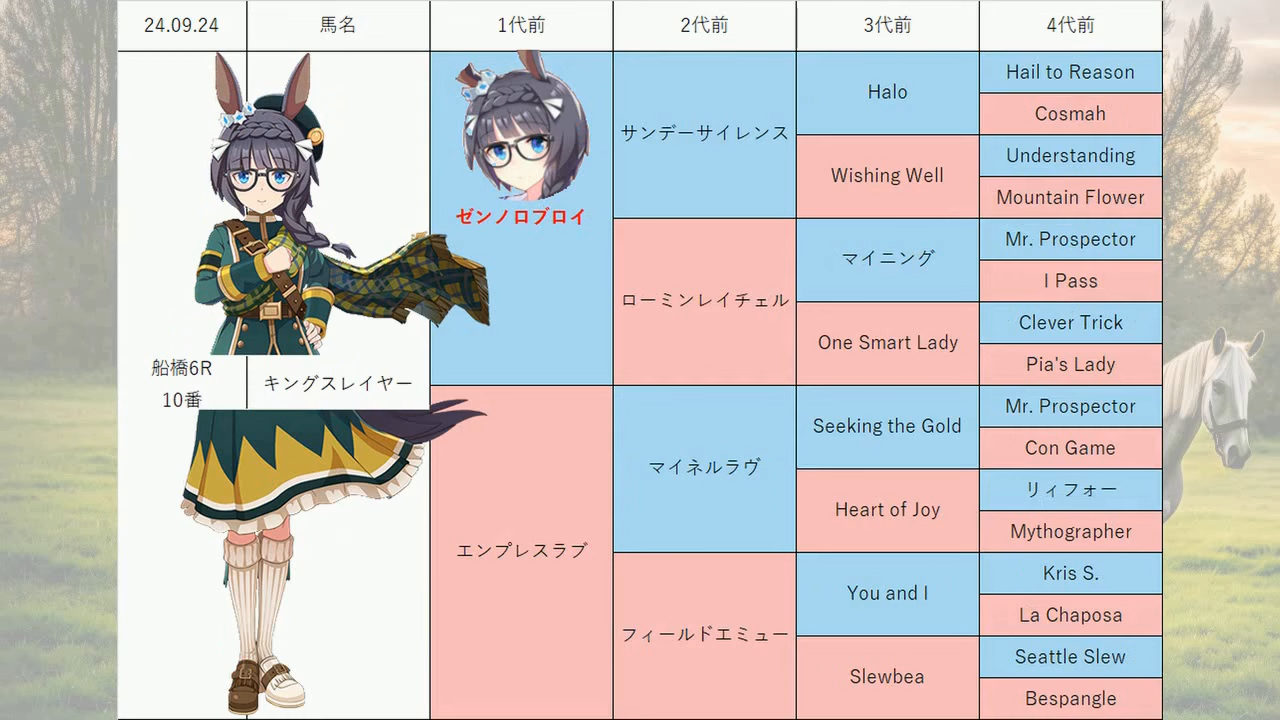 24.09.24
馬名
1代前
2代前
3代前
4代前
船橋6R
10番
キングスレイヤー
ゼンノロブロイ
エンプレスラブ
サンデーサイレンス
ローミンレイチェル
マイネルラヴ
フィールドエミュー
Halo
Wishing Well
マイニング
One Smart Lady
Seeking the Gold
Heart of Joy
You and I
Slewbea
Hail to Reason
Cosmah
Understanding
Mountain Flower
Mr. Prospector
I Pass
Clever Trick
Pia's Lady
Mr. Prospector
Con Game
リィフォー
Mythographer
Kris S.
La Chaposa
Seattle Slew
Bespangle